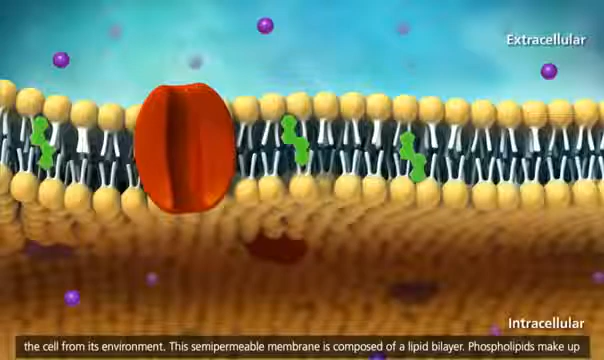 Extracellular
Intracellular
the cell from its environment. This semipermeable membrane is composed of a lipid bilayer. Phospholipids make up